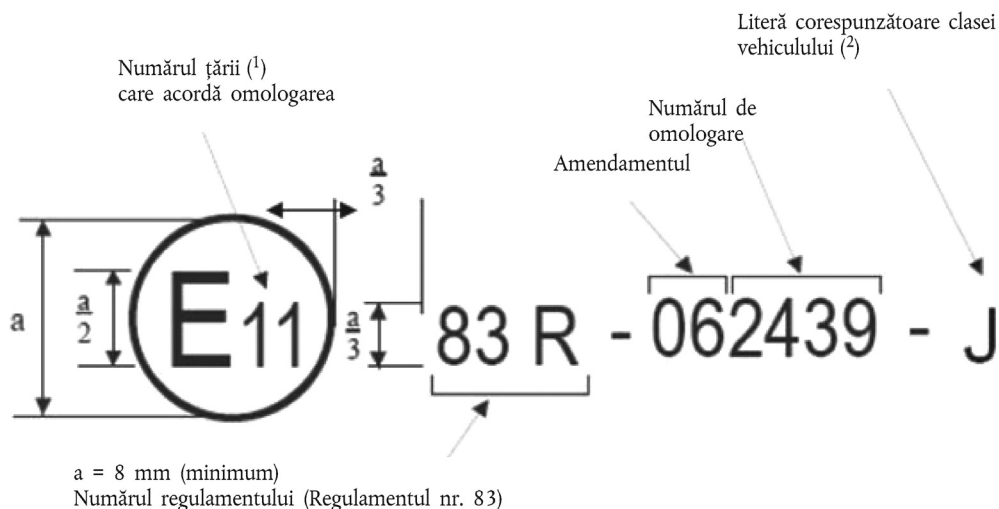 Literă corespunzătoare clasei
vehiculului (2)
Numărul țării (1)
care acordă omologarea
Numărul de
omologare
Amendamentul
a
3
a
a
2
E11
a
3
83 R - 062439 - J
a = 8 mm (minimum)
Numărul regulamentului (Regulamentul nr. 83)